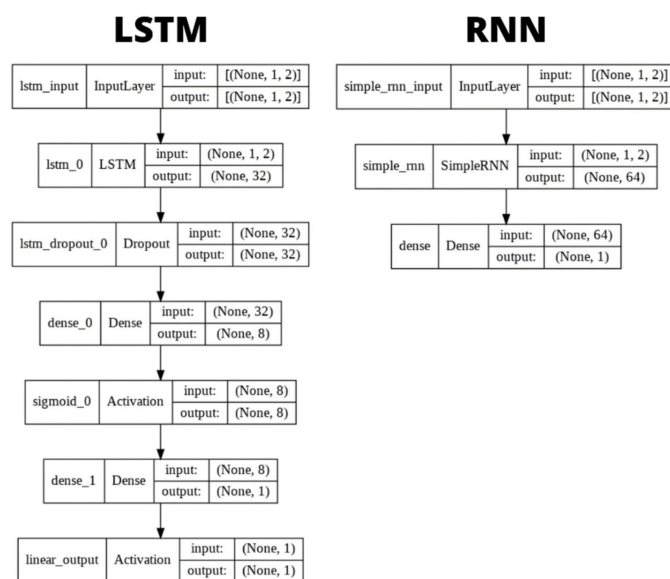 LSTM
lstm_input InputLayer input: [(None, 1, 2)]
output: [(None, 1, 2)]
lstm_0 LSTM input: (None, 1, 2)
output: (None, 32)
lstm_dropout_0 Dropout input: (None, 32)
output: (None, 32)
dense_0 Dense input: (None, 32)
output: (None, 8)
sigmoid_0 Activation input: (None, 8)
output: (None, 8)
dense_1 Dense input: (None, 8)
output: (None, 1)
linear_output Activation input: (None, 1)
output: (None, 1)
RNN
simple_rnn_input InputLayer input: [(None, 1, 2)]
output: [(None, 1, 2)]
simple_rnn SimpleRNN input: (None, 1, 2)
output: (None, 64)
dense Dense input: (None, 64)
output: (None, 1)